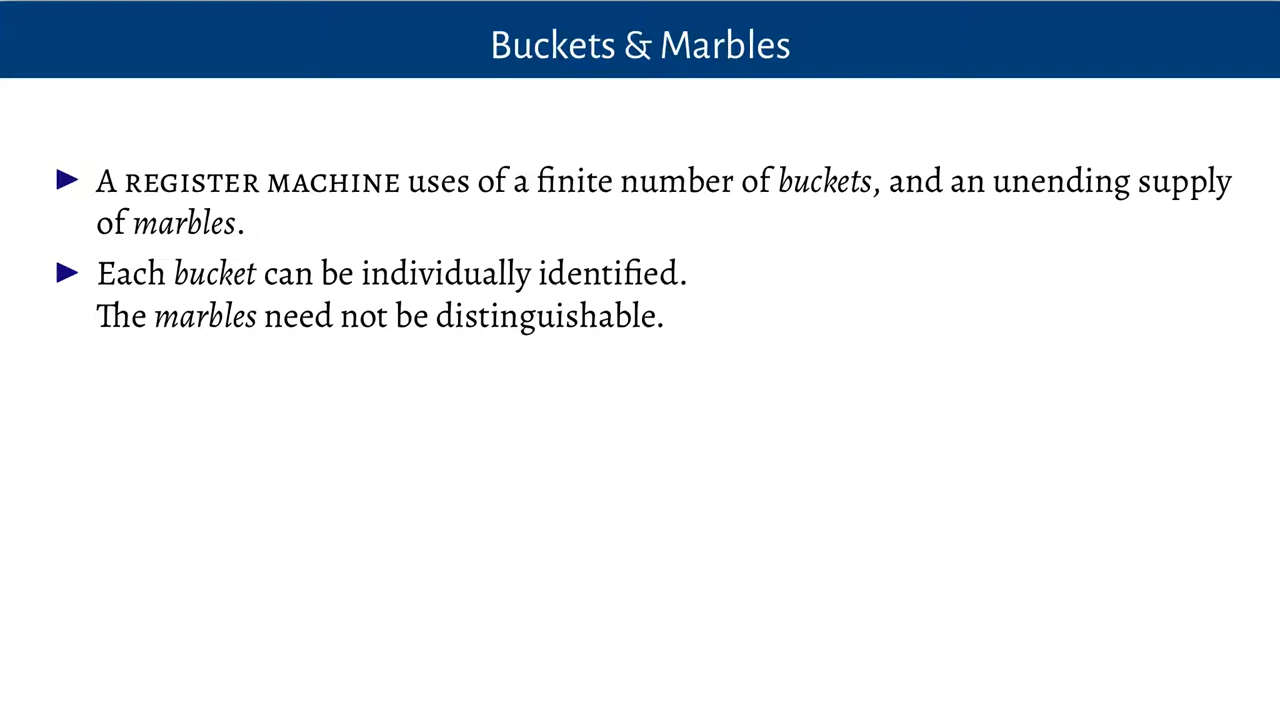 Buckets & Marbles
▶ A REGISTER MACHINE uses of a finite number of buckets, and an unending supply
of marbles.
▶ Each bucket can be individually identified.
The marbles need not be distinguishable.